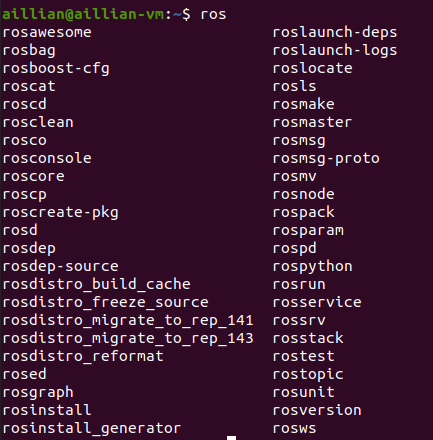 aillian@aillian-vm:~$ ros
rosawesome roslaunch-deps
rosbag roslaunch-logs
rosboost-cfg roslocate
roscat rosls
roscd rosmake
rosclean rosmaster
rosco rosmsg
rosconsole rosmsg-proto
roscore rosmv
roscp rosnode
roscreate-pkg rospack
rosd rosparam
rosdep rospd
rosdep-source rospython
rosdistro_build_cache rosrun
rosdistro_freeze_source rosservice
rosdistro_migrate_to_rep_141 rossrv
rosdistro_migrate_to_rep_143 rosstack
rosdistro_reformat rostest
rosed rostopic
rosgraph rosunit
rosinstall rosversion
rosinstall_generator rosws